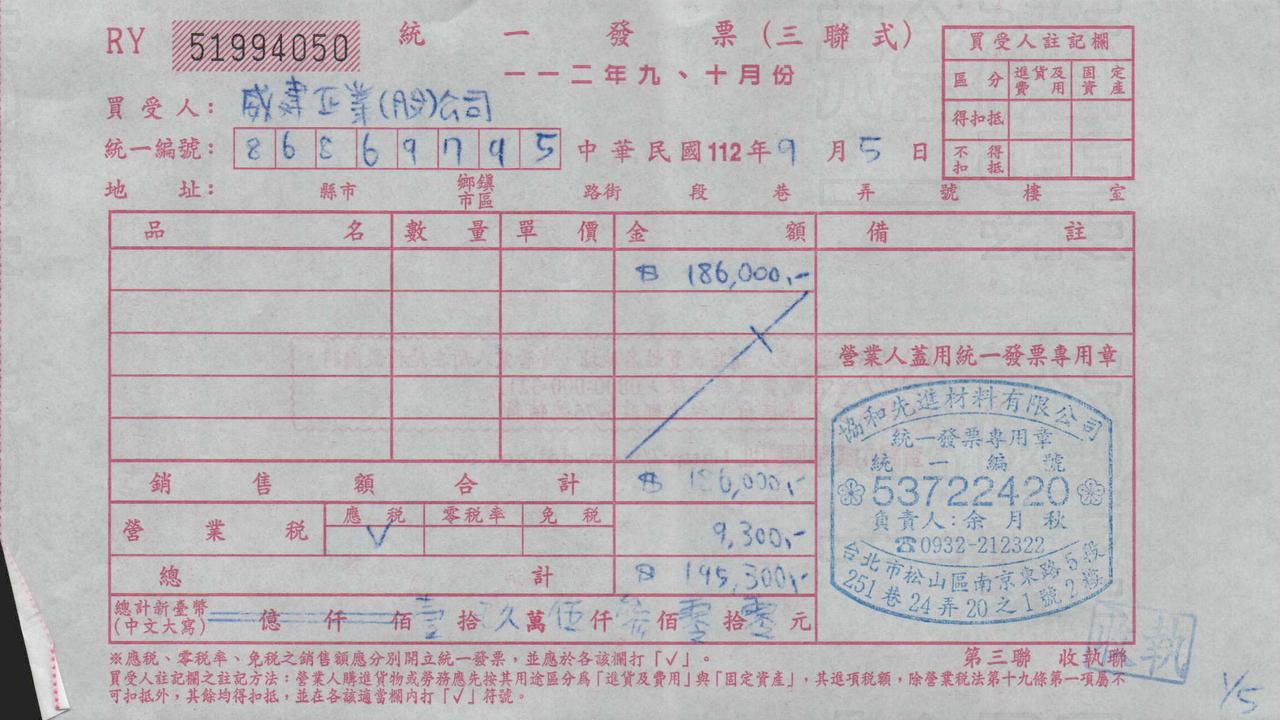 RY 51994050 統一發票(三聯式)
一一二年九、十月份
買受人: 威建企業(股)公司
統一編號: 86869795 中華民國112年9月5日
地址: 縣市 鄉鎮市區 路街 段 巷 弄 號 樓 室
買受人註記欄
區分 進貨及費用 固定資產
得扣抵
不得扣抵
品名 數量 單價 金額 備註
186,000,-
營業人蓋用統一發票專用章
銷售額合計 186,000,-
營業稅 應稅 零稅率 免稅
V 9,300,-
總計 195,300,-
總計新臺幣(中文大寫) 億 仟 佰 壹 拾 玖 萬 伍 仟 參 佰 零 拾 零 元
協和先進材料有限公司
統一發票專用章
統一編號
53722420
負責人:余月秋
☎0932-212322
台北市松山區南京東路5段
251巷24弄20之1號2樓
※應稅、零稅率、免稅之銷售額應分別開立統一發票,並應於各該欄打「✓」。
第三聯 收執聯
收執
買受人註記欄之註記方法:營業人購進貨物或勞務應先按其用途區分為「進貨及費用」與「固定資產」,其進項稅額,除營業稅法第十九條第一項屬不
可扣抵外,其餘均得扣抵,並在各該適當欄內打「✓」符號。
1/5